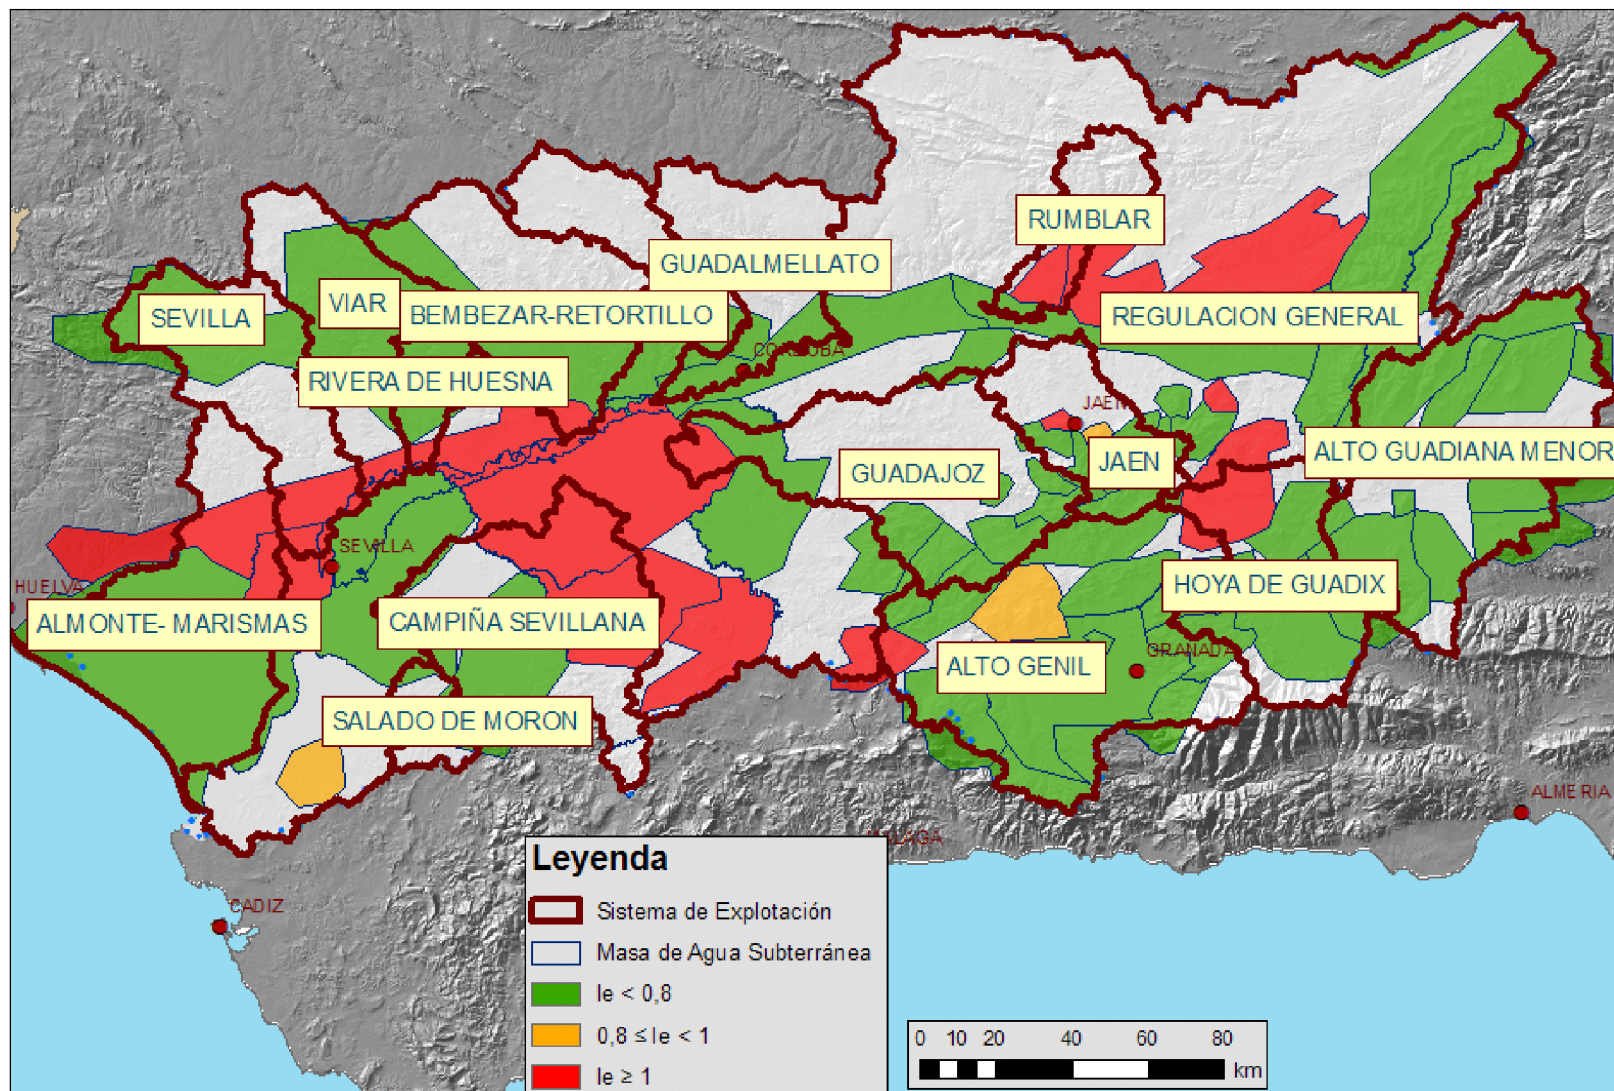 RUMBLAR
GUADALMELLATO
SEVILLA
VIAR
BEMBEZAR-RETORTILLO
REGULACION GENERAL
CORDOBA
RIVERA DE HUESNA
JAEN
ALTO GUADIANA MENOR
GUADAJOZ
JAEN
SEVILLA
HUELVA
HOYA DE GUADIX
ALMONTE- MARISMAS
CAMPIÑA SEVILLANA
GRANADA
ALTO GENIL
SALADO DE MORON
ALMERIA
MALAGA
CADIZ
Leyenda
Sistema de Explotación
Masa de Agua Subterránea
Ie < 0,8
0,8 ≤ Ie < 1
Ie ≥ 1
0 10 20 40 60 80
km